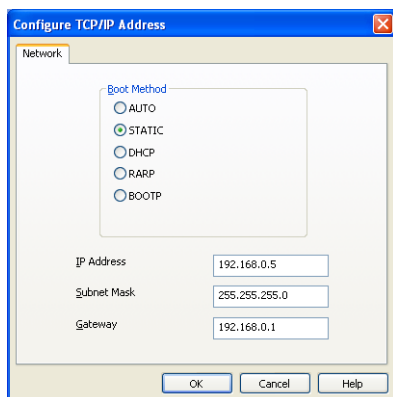 Configure TCP/IP Address
Network
Boot Method
AUTO
STATIC
DHCP
RARP
BOOTP
IP Address 192.168.0.5
Subnet Mask 255.255.255.0
Gateway 192.168.0.1
OK Cancel Help